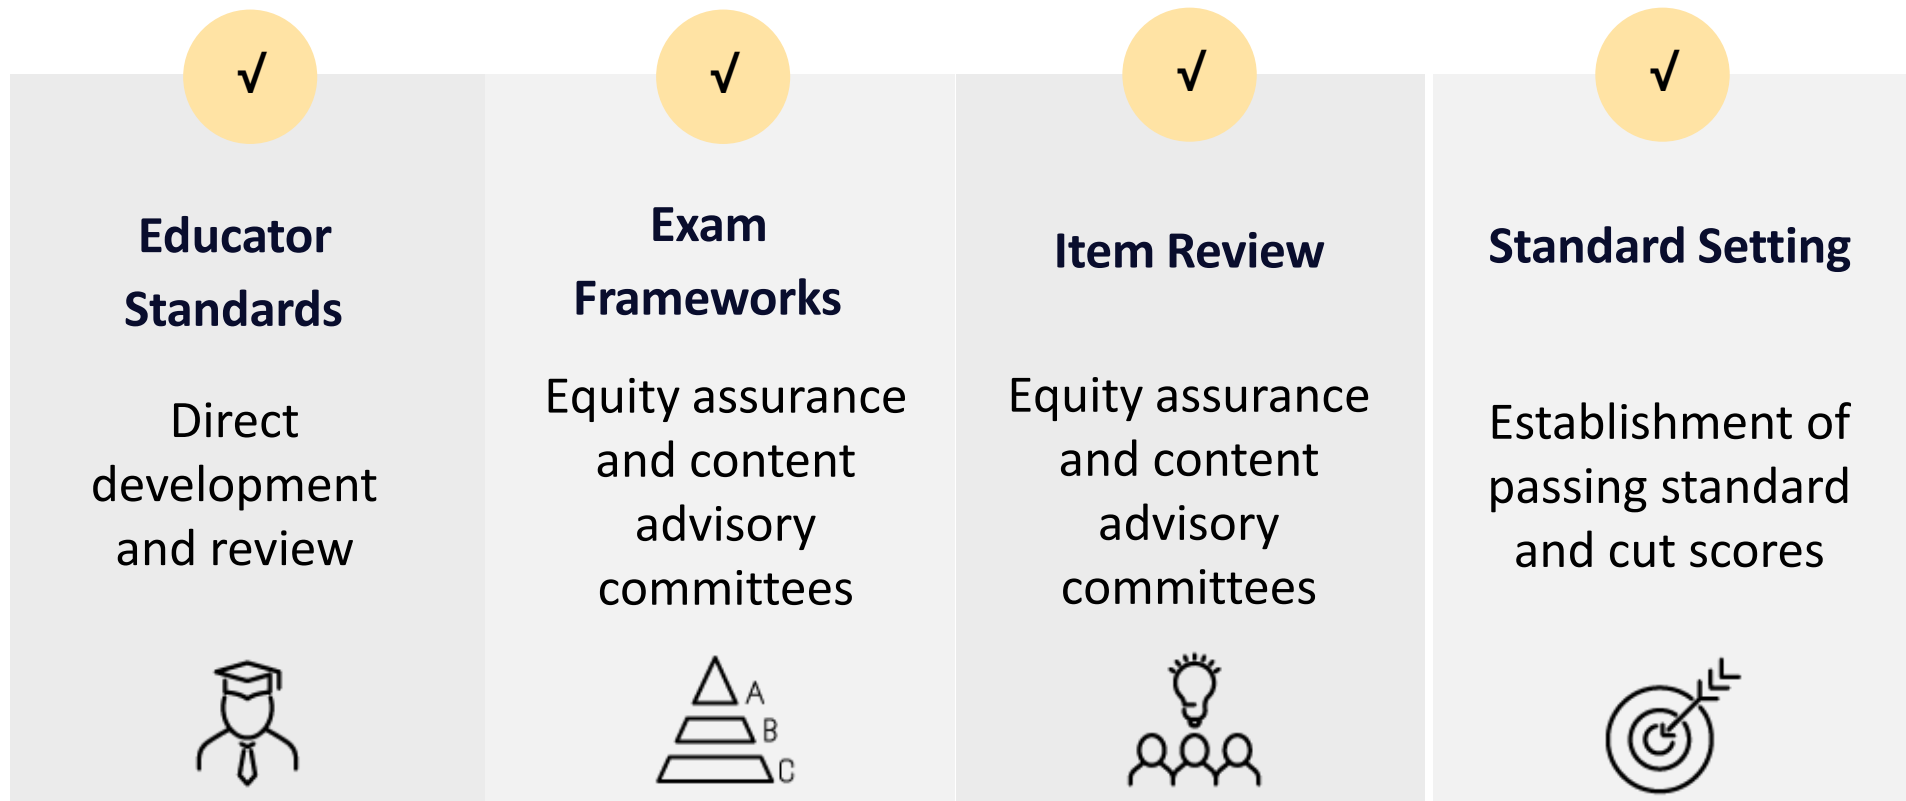 √
Educator
Standards
Direct
development
and review
√
Exam
Frameworks
Equity assurance
and content
advisory
committees
A
B
C
√
Item Review
Equity assurance
and content
advisory
committees
√
Standard Setting
Establishment of
passing standard
and cut scores